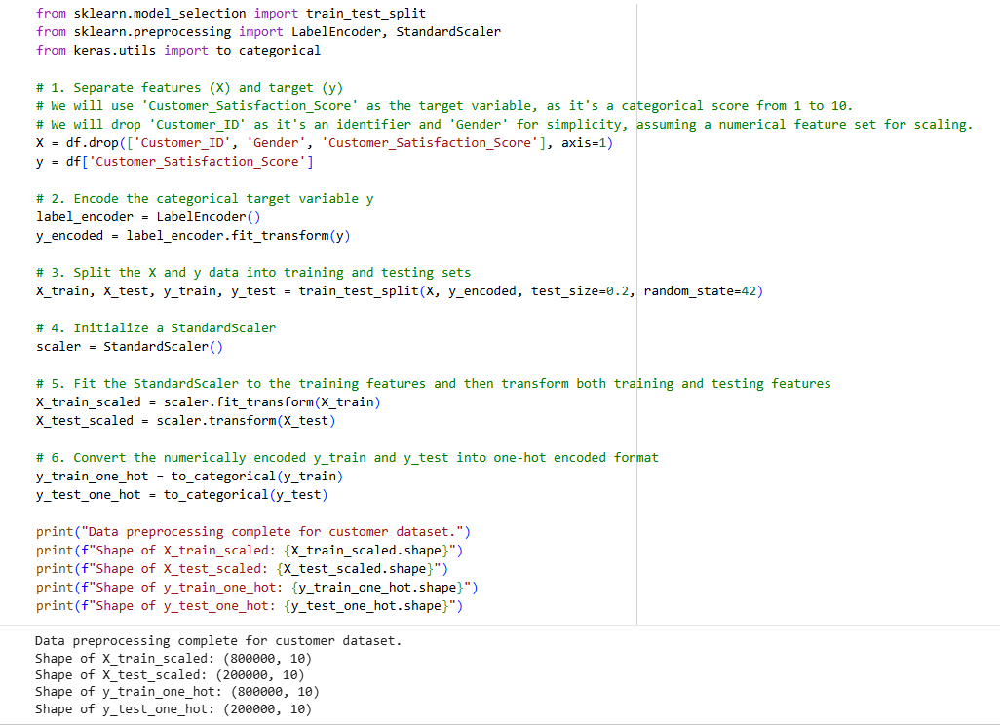 from sklearn.model_selection import train_test_split
from sklearn.preprocessing import LabelEncoder, StandardScaler
from keras.utils import to_categorical
# 1. Separate features (X) and target (y)
# We will use 'Customer_Satisfaction_Score' as the target variable, as it's a categorical score from 1 to 10.
# We will drop 'Customer_ID' as it's an identifier and 'Gender' for simplicity, assuming a numerical feature set for scaling.
X = df.drop(['Customer_ID', 'Gender', 'Customer_Satisfaction_Score'], axis=1)
y = df['Customer_Satisfaction_Score']
# 2. Encode the categorical target variable y
label_encoder = LabelEncoder()
y_encoded = label_encoder.fit_transform(y)
# 3. Split the X and y data into training and testing sets
X_train, X_test, y_train, y_test = train_test_split(X, y_encoded, test_size=0.2, random_state=42)
# 4. Initialize a StandardScaler
scaler = StandardScaler()
# 5. Fit the StandardScaler to the training features and then transform both training and testing features
X_train_scaled = scaler.fit_transform(X_train)
X_test_scaled = scaler.transform(X_test)
# 6. Convert the numerically encoded y_train and y_test into one-hot encoded format
y_train_one_hot = to_categorical(y_train)
y_test_one_hot = to_categorical(y_test)
print("Data preprocessing complete for customer dataset.")
print(f"Shape of X_train_scaled: {X_train_scaled.shape}")
print(f"Shape of X_test_scaled: {X_test_scaled.shape}")
print(f"Shape of y_train_one_hot: {y_train_one_hot.shape}")
print(f"Shape of y_test_one_hot: {y_test_one_hot.shape}")
Data preprocessing complete for customer dataset.
Shape of X_train_scaled: (800000, 10)
Shape of X_test_scaled: (200000, 10)
Shape of y_train_one_hot: (800000, 10)
Shape of y_test_one_hot: (200000, 10)